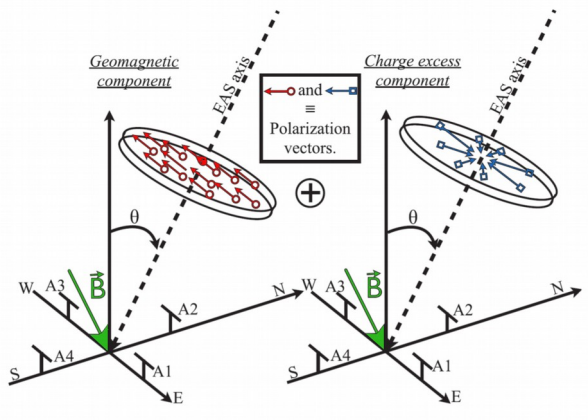 Geomagnetic
component
EAS axis
θ
W
A3
B
N
A2
A4
A1
S
E
and
≡
Polarization
vectors.
Charge excess
component
EAS axis
θ
W
A3
B
N
A2
A4
A1
S
E